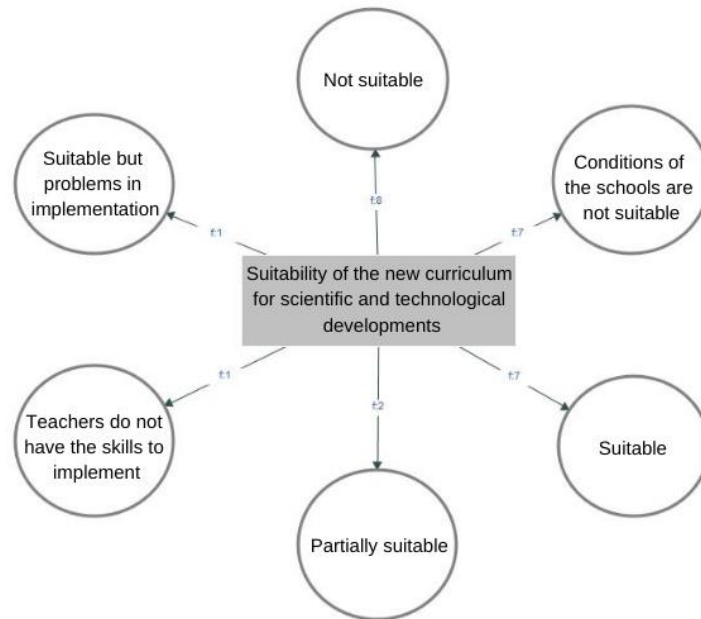 Not suitable
Suitable but
problems in
implementation
Conditions of
the schools are
not suitable
f:8
f:1
f:7
Suitability of the new curriculum
for scientific and technological
developments
f:1
f:7
f:2
Teachers do not
have the skills to
implement
Suitable
Partially suitable